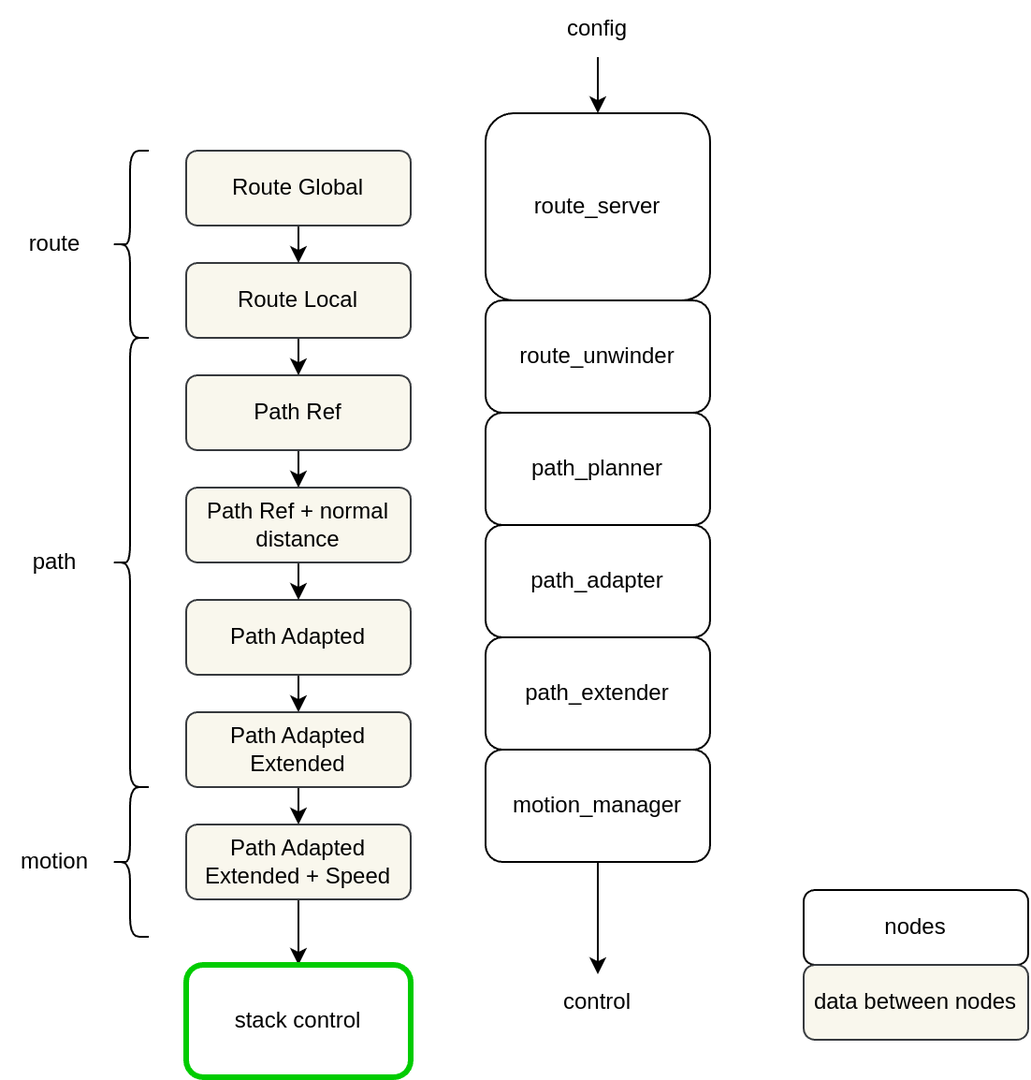 config
route
Route Global
Route Local
path
Path Ref
Path Ref + normal
distance
Path Adapted
Path Adapted
Extended
motion
Path Adapted
Extended + Speed
stack control
route_server
route_unwinder
path_planner
path_adapter
path_extender
motion_manager
control
nodes
data between nodes